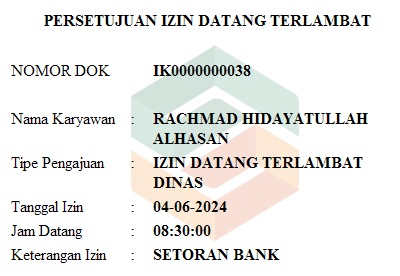 PERSETUJUAN IZIN DATANG TERLAMBAT
NOMOR DOK IK0000000038
Nama Karyawan : RACHMAD HIDAYATULLAH
ALHASAN
Tipe Pengajuan : IZIN DATANG TERLAMBAT
DINAS
Tanggal Izin : 04-06-2024
Jam Datang : 08:30:00
Keterangan Izin : SETORAN BANK